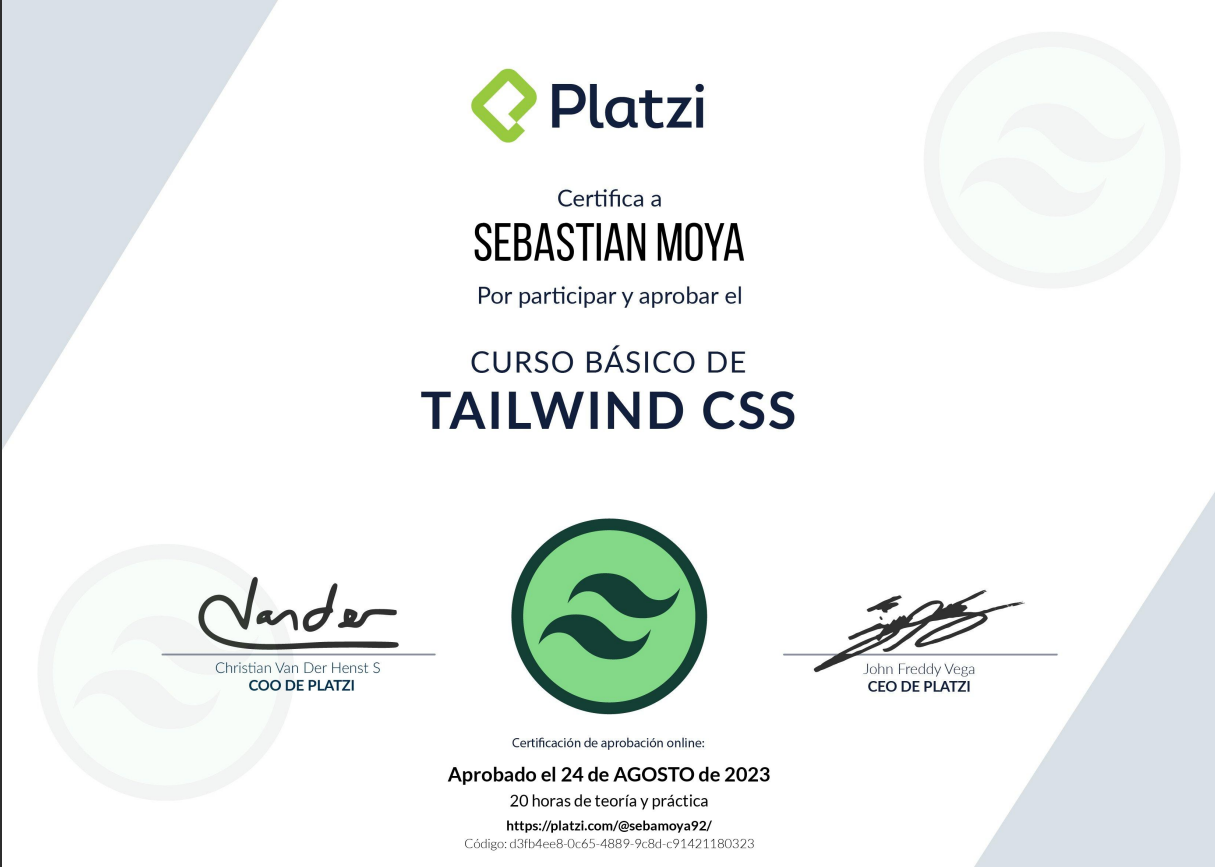 Platzi
Certifica a
SEBASTIAN MOYA
Por participar y aprobar el
CURSO BÁSICO DE
TAILWIND CSS
Vander
Christian Van Der Henst S
COO DE PLATZI
John Freddy Vega
CEO DE PLATZI
Certificación de aprobación online:
Aprobado el 24 de AGOSTO de 2023
20 horas de teoría y práctica
https://platzi.com/@sebamoya92/
Código: d3fb4ee8-0c65-4889-9c8d-c91421180323